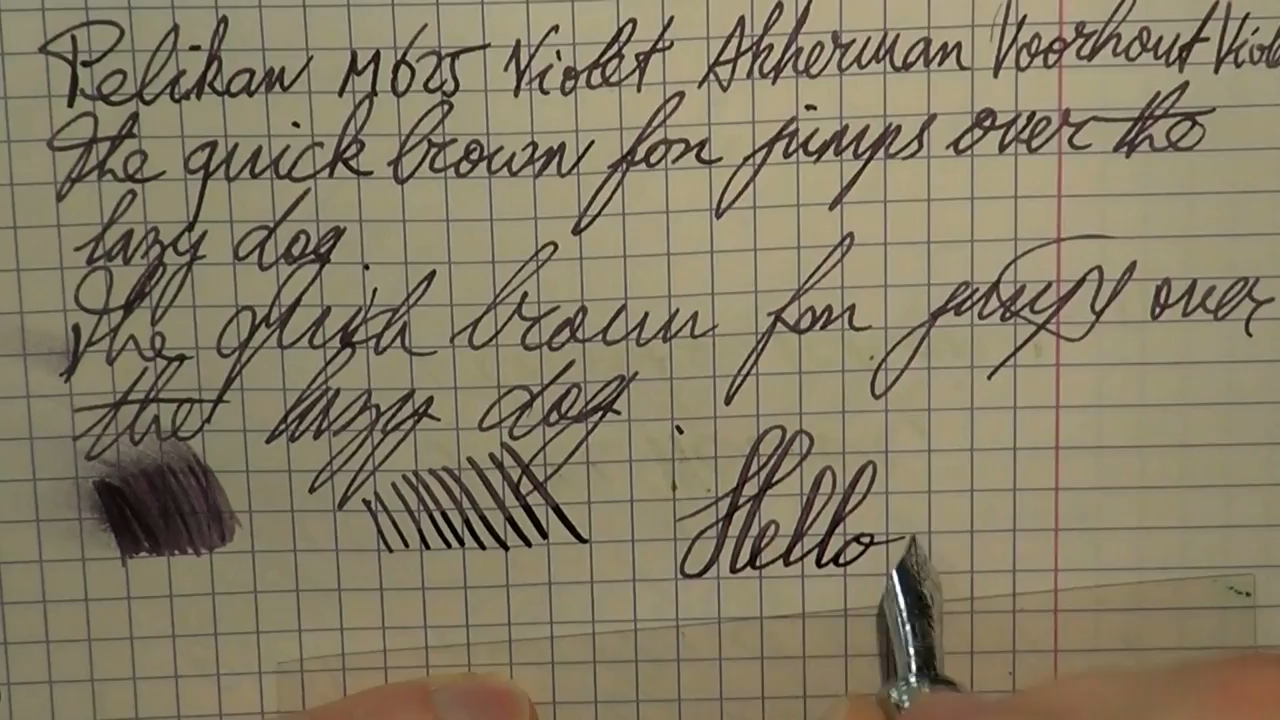 Pelikan M625 Violet Akkerman Voorhout Viol
The quick brown fox jumps over the
lazy dog.
The quick brown fox jumps over
the lazy dog.
Hello